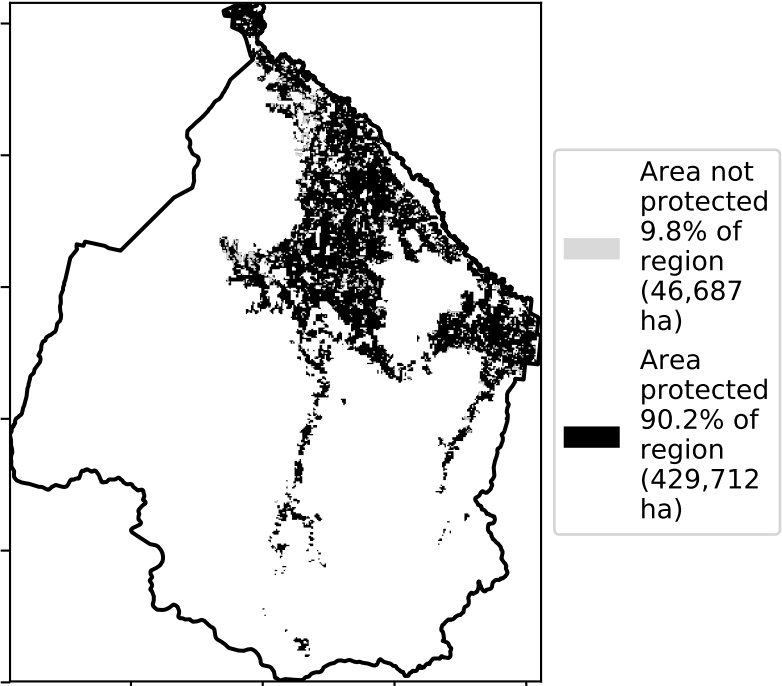 Area not
protected
9.8% of
region
(46,687
ha)
Area
protected
90.2% of
region
(429,712
ha)